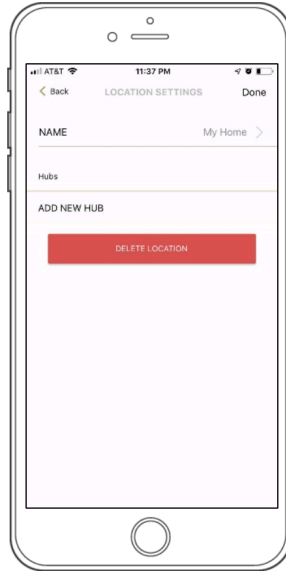 AT&T 11:37 PM
Back LOCATION SETTINGS Done
NAME My Home
Hubs
ADD NEW HUB
DELETE LOCATION